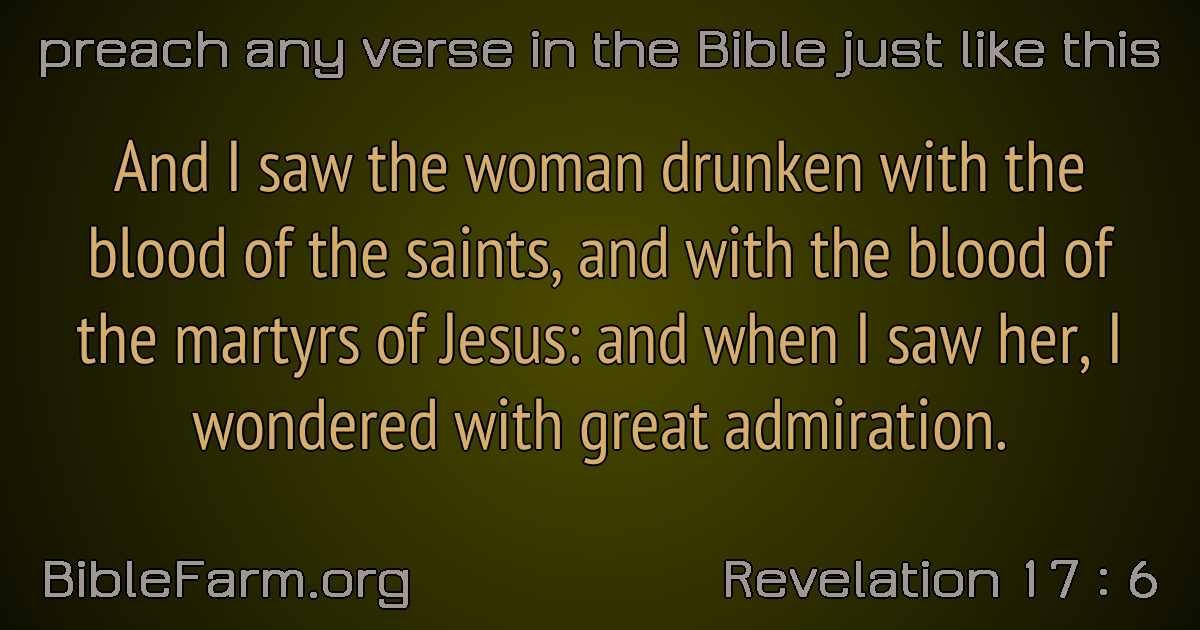 preach any verse in the Bible just like this
And I saw the woman drunken with the
blood of the saints, and with the blood of
the martyrs of Jesus: and when I saw her, I
wondered with great admiration.
BibleFarm.org
Revelation 17 : 6